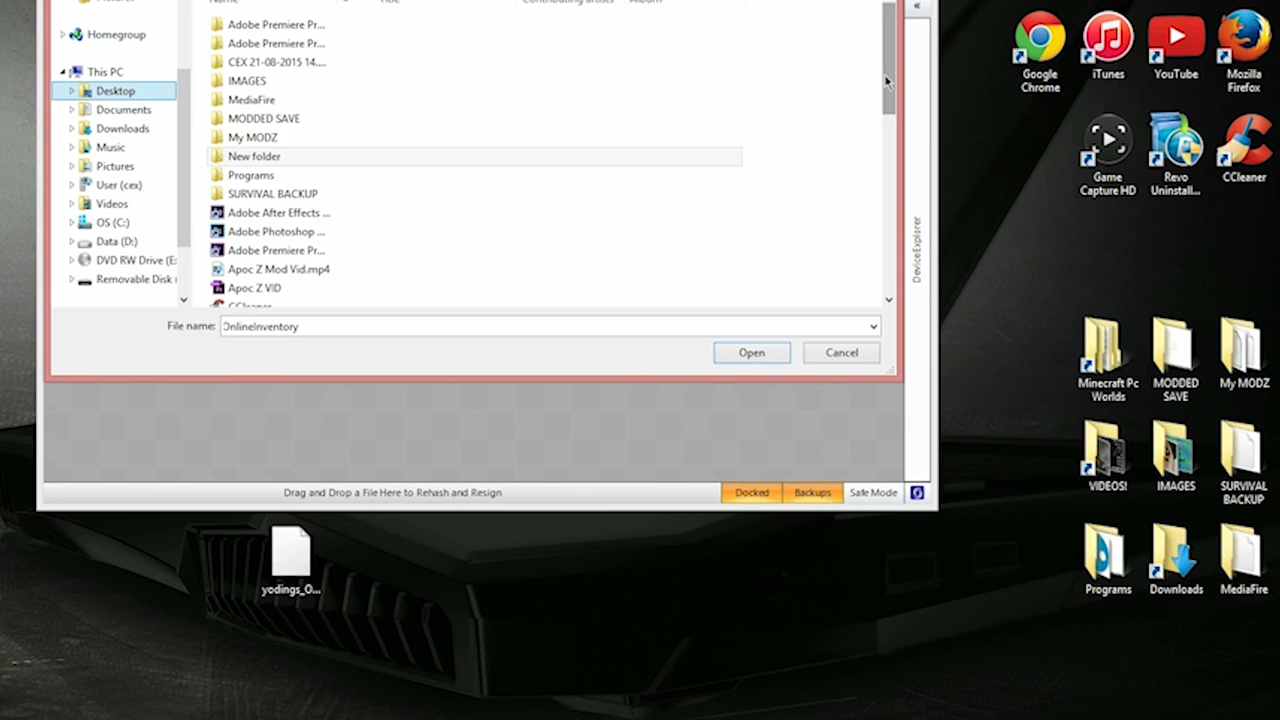 Pictures
Name
Title
Contributing artists
Album
Homegroup
This PC
Desktop
Documents
Downloads
Music
Pictures
User (cex)
Videos
OS (C:)
Data (D:)
DVD RW Drive (E:
Removable Disk (
Adobe Premiere Pr...
Adobe Premiere Pr...
CEX 21-08-2015 14....
IMAGES
MediaFire
MODDED SAVE
My MODZ
New folder
Programs
SURVIVAL BACKUP
Adobe After Effects ...
Adobe Photoshop ...
Adobe Premiere Pr...
Apoc Z Mod Vid.mp4
Apoc Z VID
CCleaner
File name: OnlineInventory
Open
Cancel
DeviceExplorer
Drag and Drop a File Here to Rehash and Resign
Docked
Backups
Safe Mode
yodings_O...
Google
Chrome
iTunes
YouTube
Mozilla
Firefox
Game
Capture HD
Revo
Uninstall...
CCleaner
Minecraft Pc
Worlds
MODDED
SAVE
My MODZ
VIDEOS!
IMAGES
SURVIVAL
BACKUP
Programs
Downloads
MediaFire